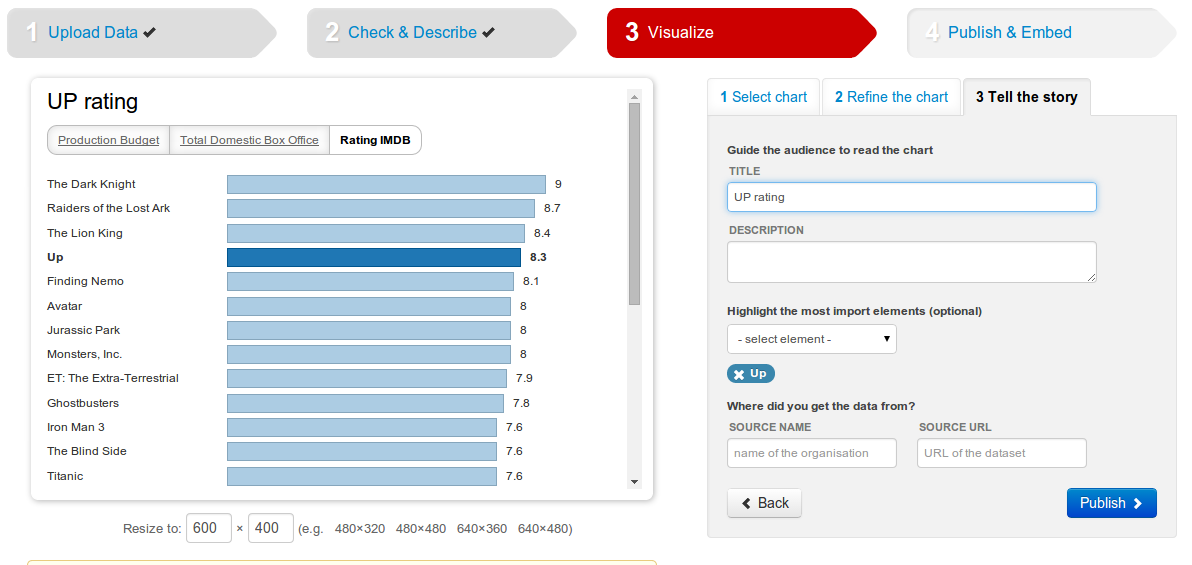 1 Upload Data ✔
2 Check & Describe ✔
3 Visualize
4 Publish & Embed
UP rating
Production Budget
Total Domestic Box Office
Rating IMDB
The Dark Knight 9
Raiders of the Lost Ark 8.7
The Lion King 8.4
Up 8.3
Finding Nemo 8.1
Avatar 8
Jurassic Park 8
Monsters, Inc. 8
ET: The Extra-Terrestrial 7.9
Ghostbusters 7.8
Iron Man 3 7.6
The Blind Side 7.6
Titanic 7.6
Resize to: 600 × 400 (e.g. 480×320 480×480 640×360 640×480)
1 Select chart
2 Refine the chart
3 Tell the story
Guide the audience to read the chart
TITLE
UP rating
DESCRIPTION
Highlight the most import elements (optional)
- select element -
Up
Where did you get the data from?
SOURCE NAME SOURCE URL
name of the organisation URL of the dataset
Back
Publish